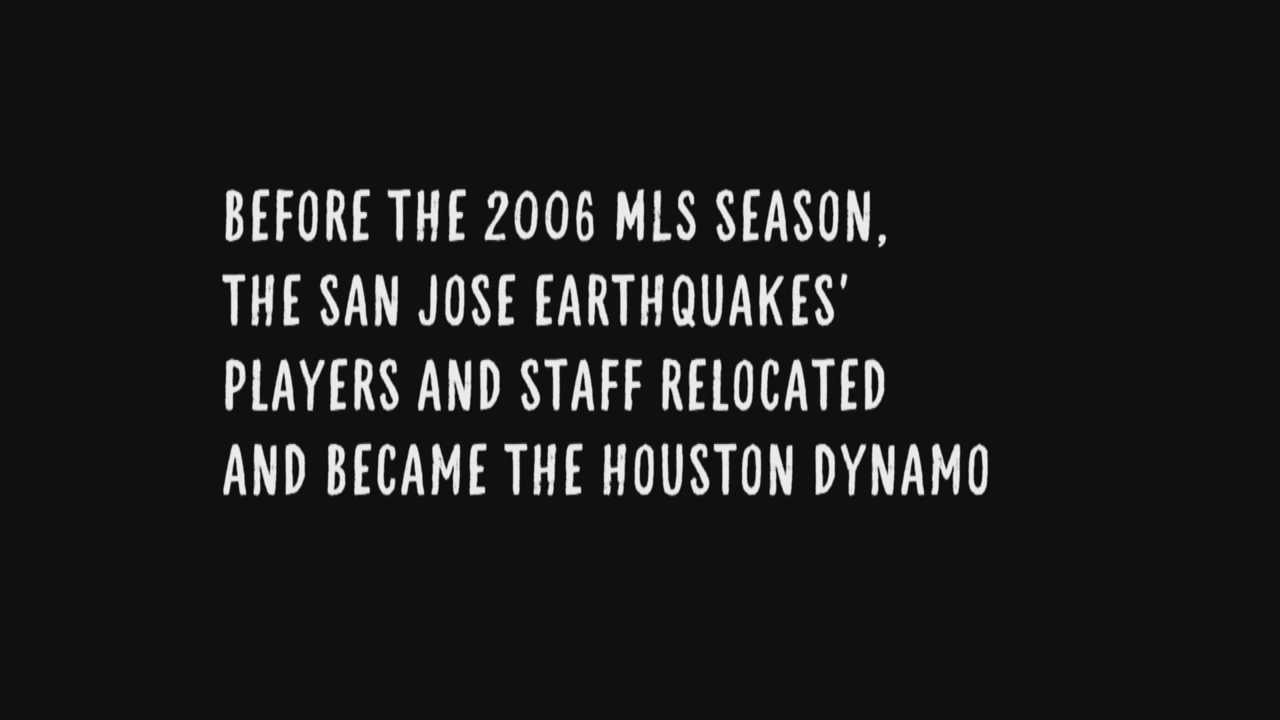 BEFORE THE 2006 MLS SEASON,
THE SAN JOSE EARTHQUAKES'
PLAYERS AND STAFF RELOCATED
AND BECAME THE HOUSTON DYNAMO